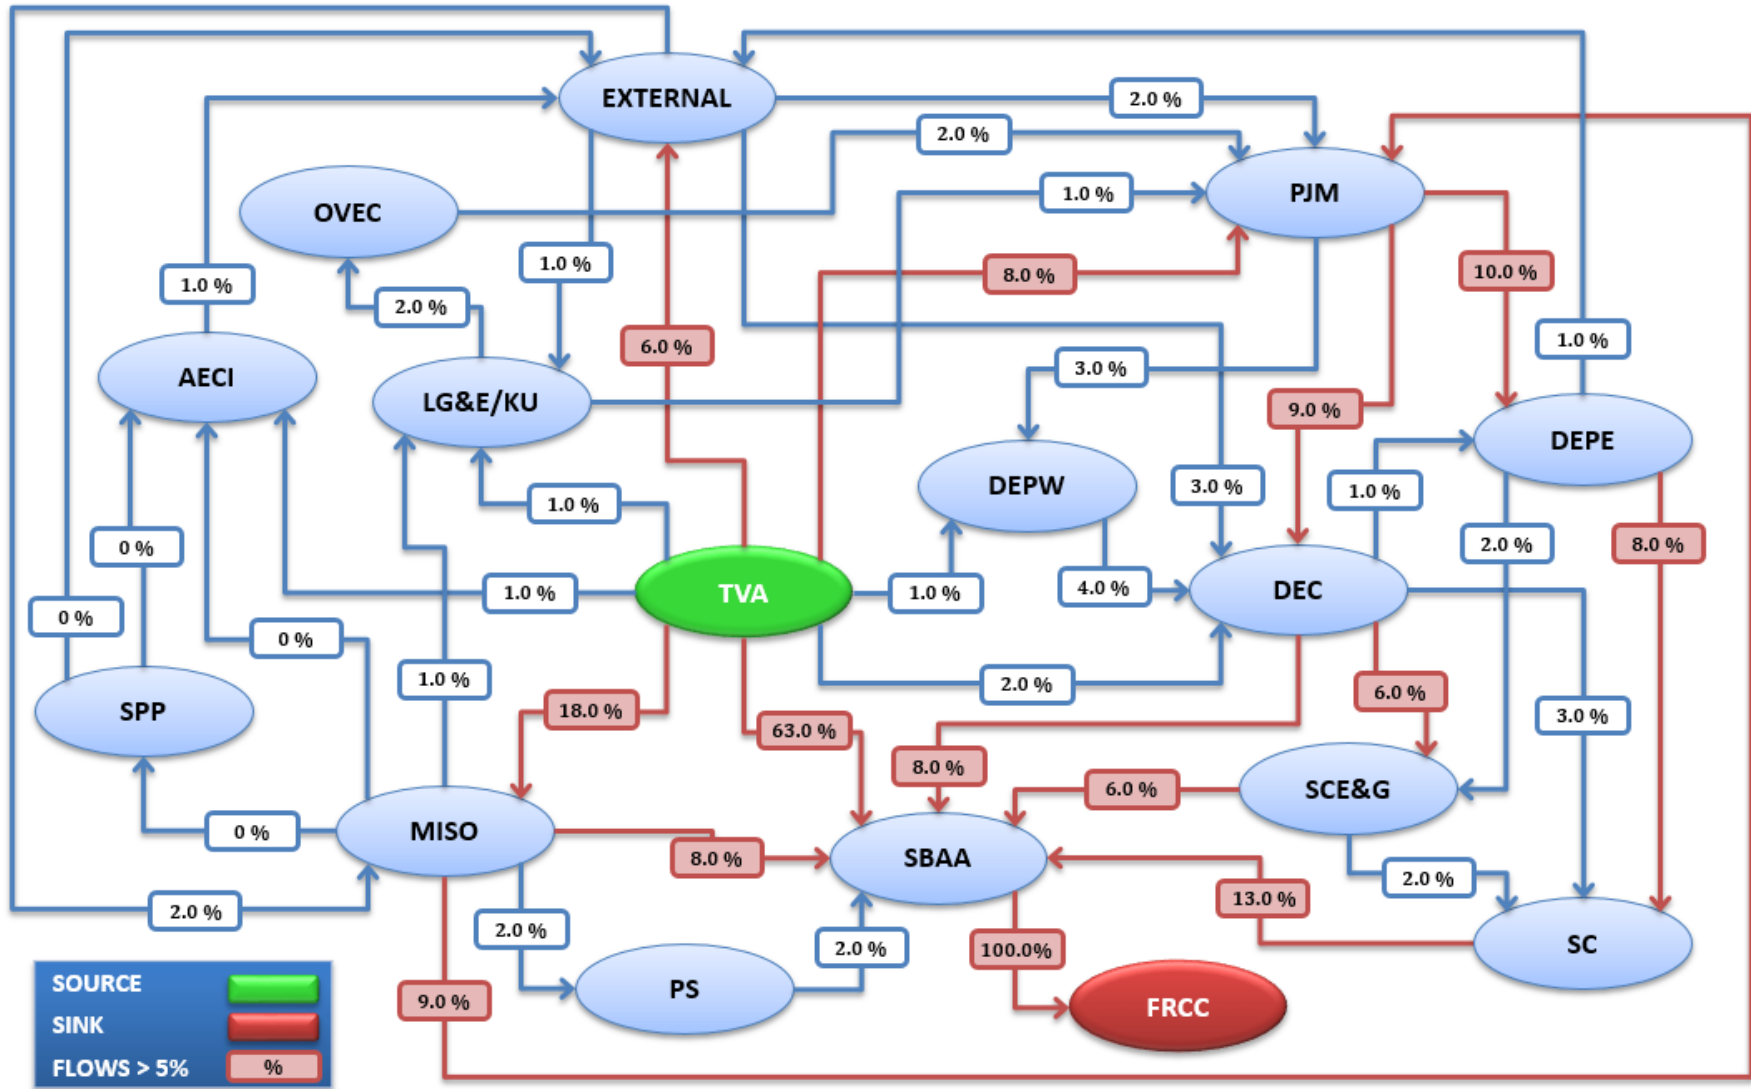 EXTERNAL
2.0 %
2.0 %
PJM
1.0 %
OVEC
1.0 %
8.0 %
10.0 %
1.0 %
2.0 %
6.0 %
1.0 %
3.0 %
AECI
LG&E/KU
9.0 %
DEPE
DEPW
3.0 %
1.0 %
1.0 %
0 %
2.0 %
8.0 %
1.0 %
TVA
1.0 %
4.0 %
DEC
0 %
0 %
1.0 %
2.0 %
6.0 %
SPP
18.0 %
63.0 %
3.0 %
8.0 %
6.0 %
SCE&G
0 %
MISO
8.0 %
SBAA
2.0 %
13.0 %
2.0 %
2.0 %
2.0 %
100.0%
SC
SOURCE
PS
9.0 %
FRCC
SINK
FLOWS > 5%
%